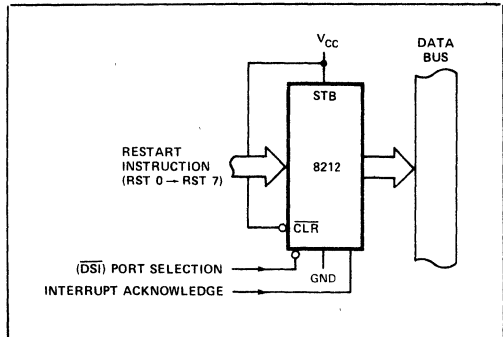 VCC
DATA
BUS
STB
RESTART
INSTRUCTION
(RST 0 → RST 7)
8212
CLR
(DSI) PORT SELECTION
GND
INTERRUPT ACKNOWLEDGE